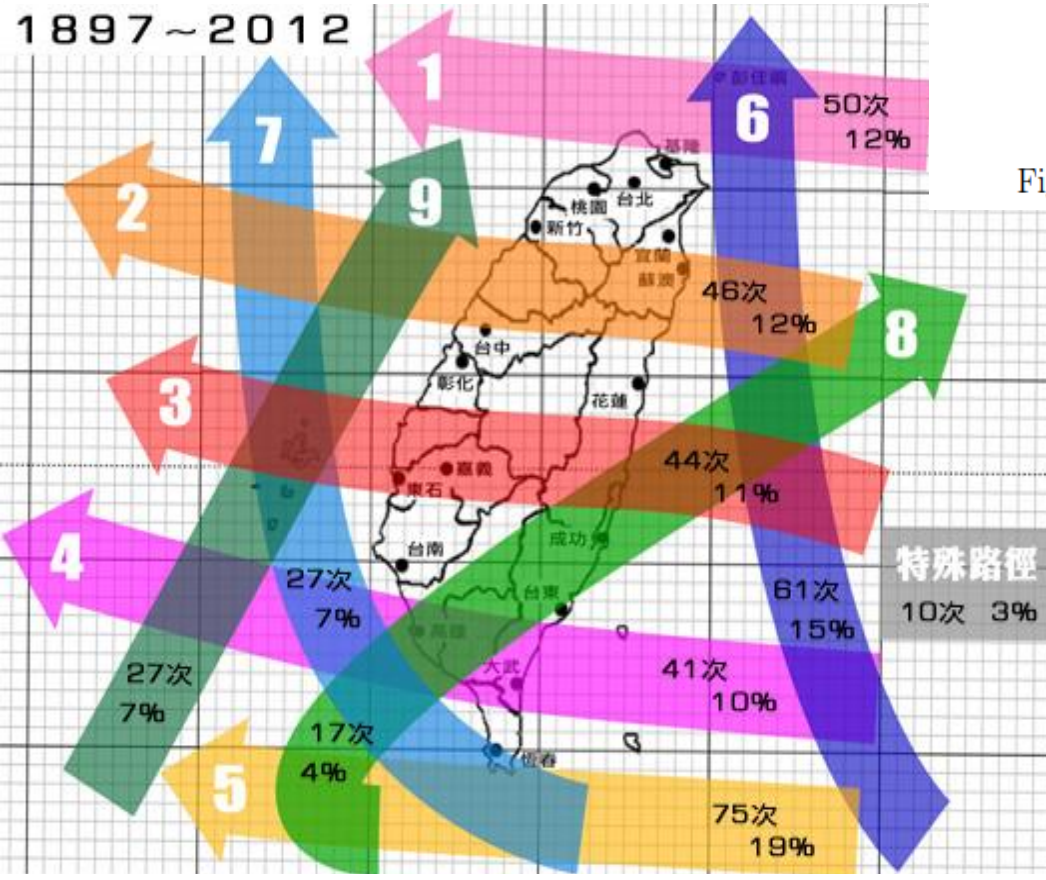 1897～2012
1
彭佳嶼
6
50次
12%
Fi
7
基隆
2
9
桃園
台北
新竹
宜蘭
蘇澳
46次
12%
8
台中
彰化
花蓮
3
44次
11%
嘉義
東石
成功
4
台南
27次
7%
台東
61次
15%
特殊路徑
10次 3%
高雄
大武
41次
10%
27次
7%
17次
4%
恆春
5
75次
19%